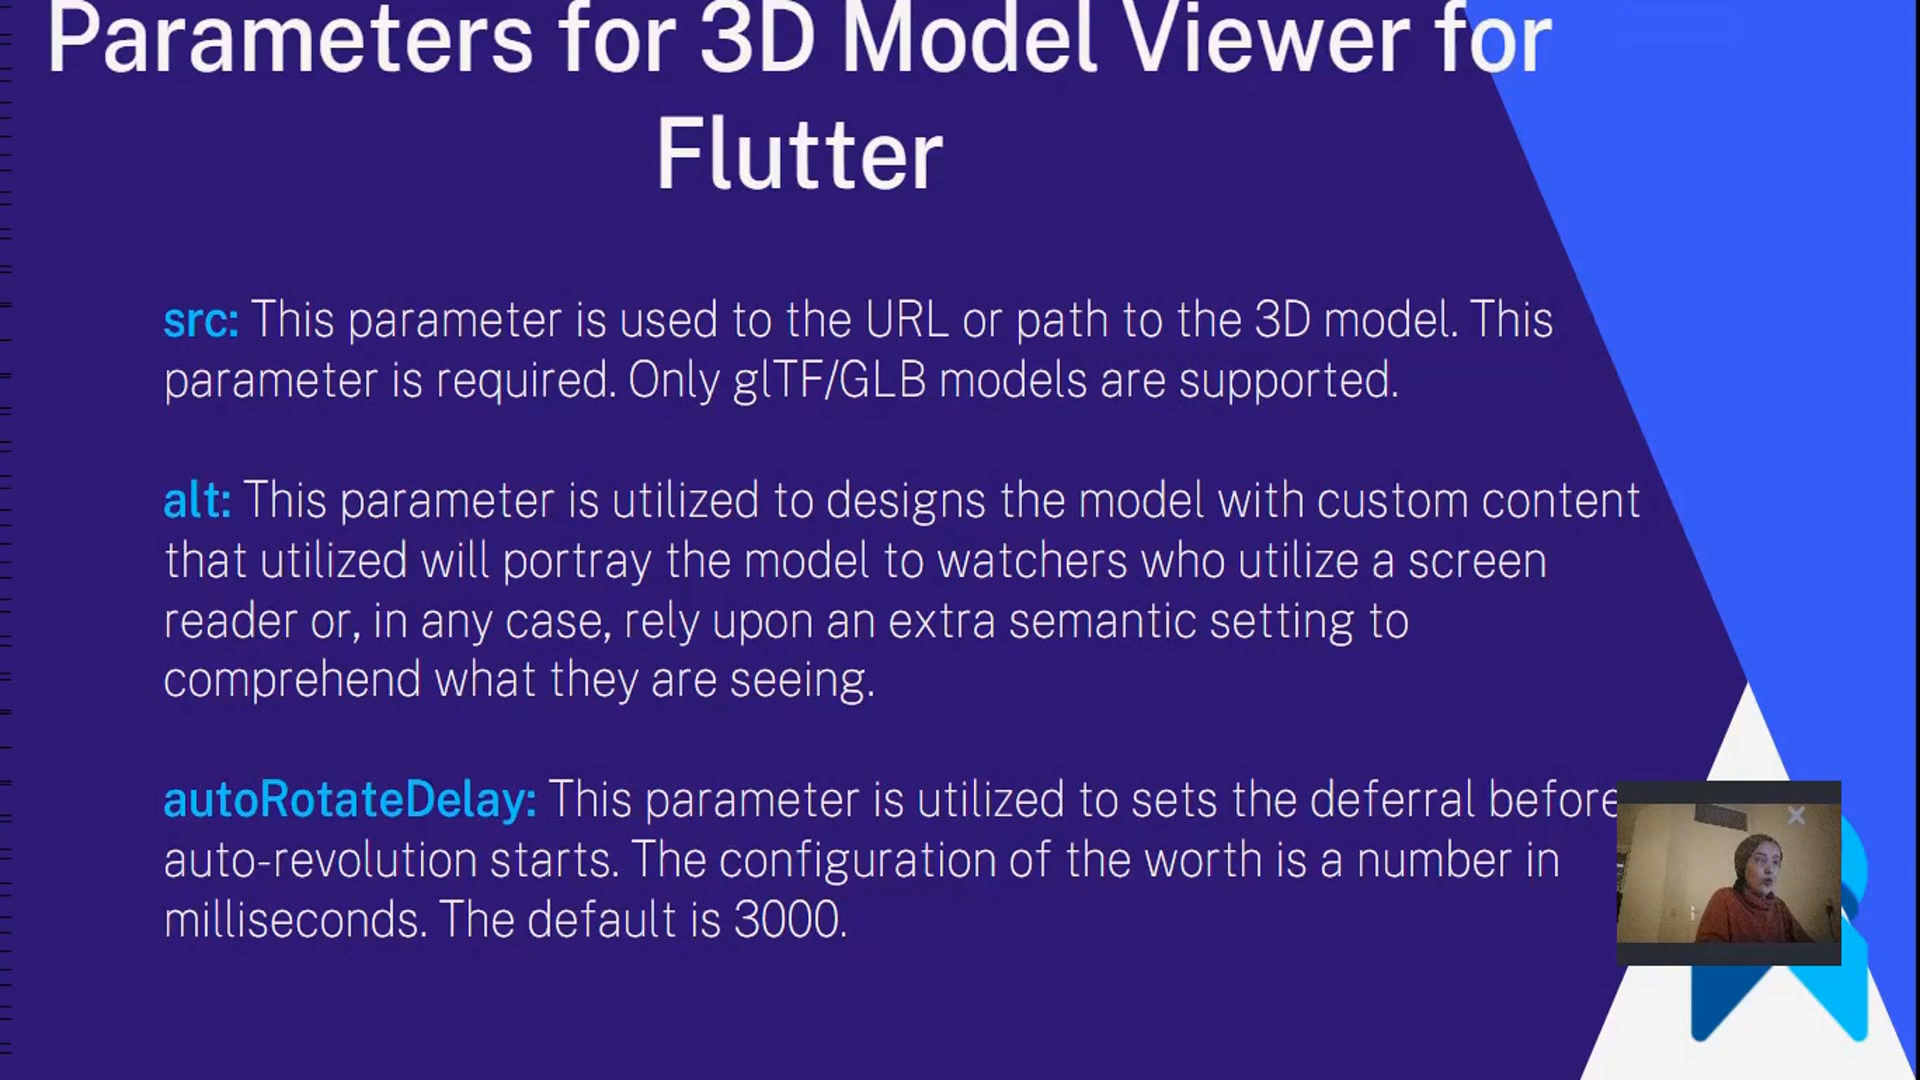 Parameters for 3D Model Viewer for
Flutter
src: This parameter is used to the URL or path to the 3D model. This
parameter is required. Only glTF/GLB models are supported.
alt: This parameter is utilized to designs the model with custom content
that utilized will portray the model to watchers who utilize a screen
reader or, in any case, rely upon an extra semantic setting to
comprehend what they are seeing.
autoRotateDelay: This parameter is utilized to sets the deferral before
auto-revolution starts. The configuration of the worth is a number in
milliseconds. The default is 3000.